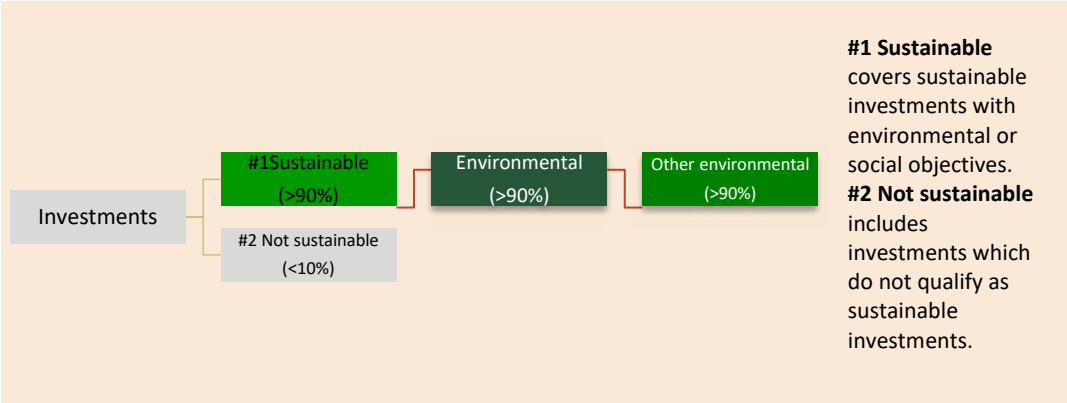 Investments
#1Sustainable
(>90%)
#2 Not sustainable
(<10%)
Environmental
(>90%)
Other environmental
(>90%)
#1 Sustainable
covers sustainable
investments with
environmental or
social objectives.
#2 Not sustainable
includes
investments which
do not qualify as
sustainable
investments.